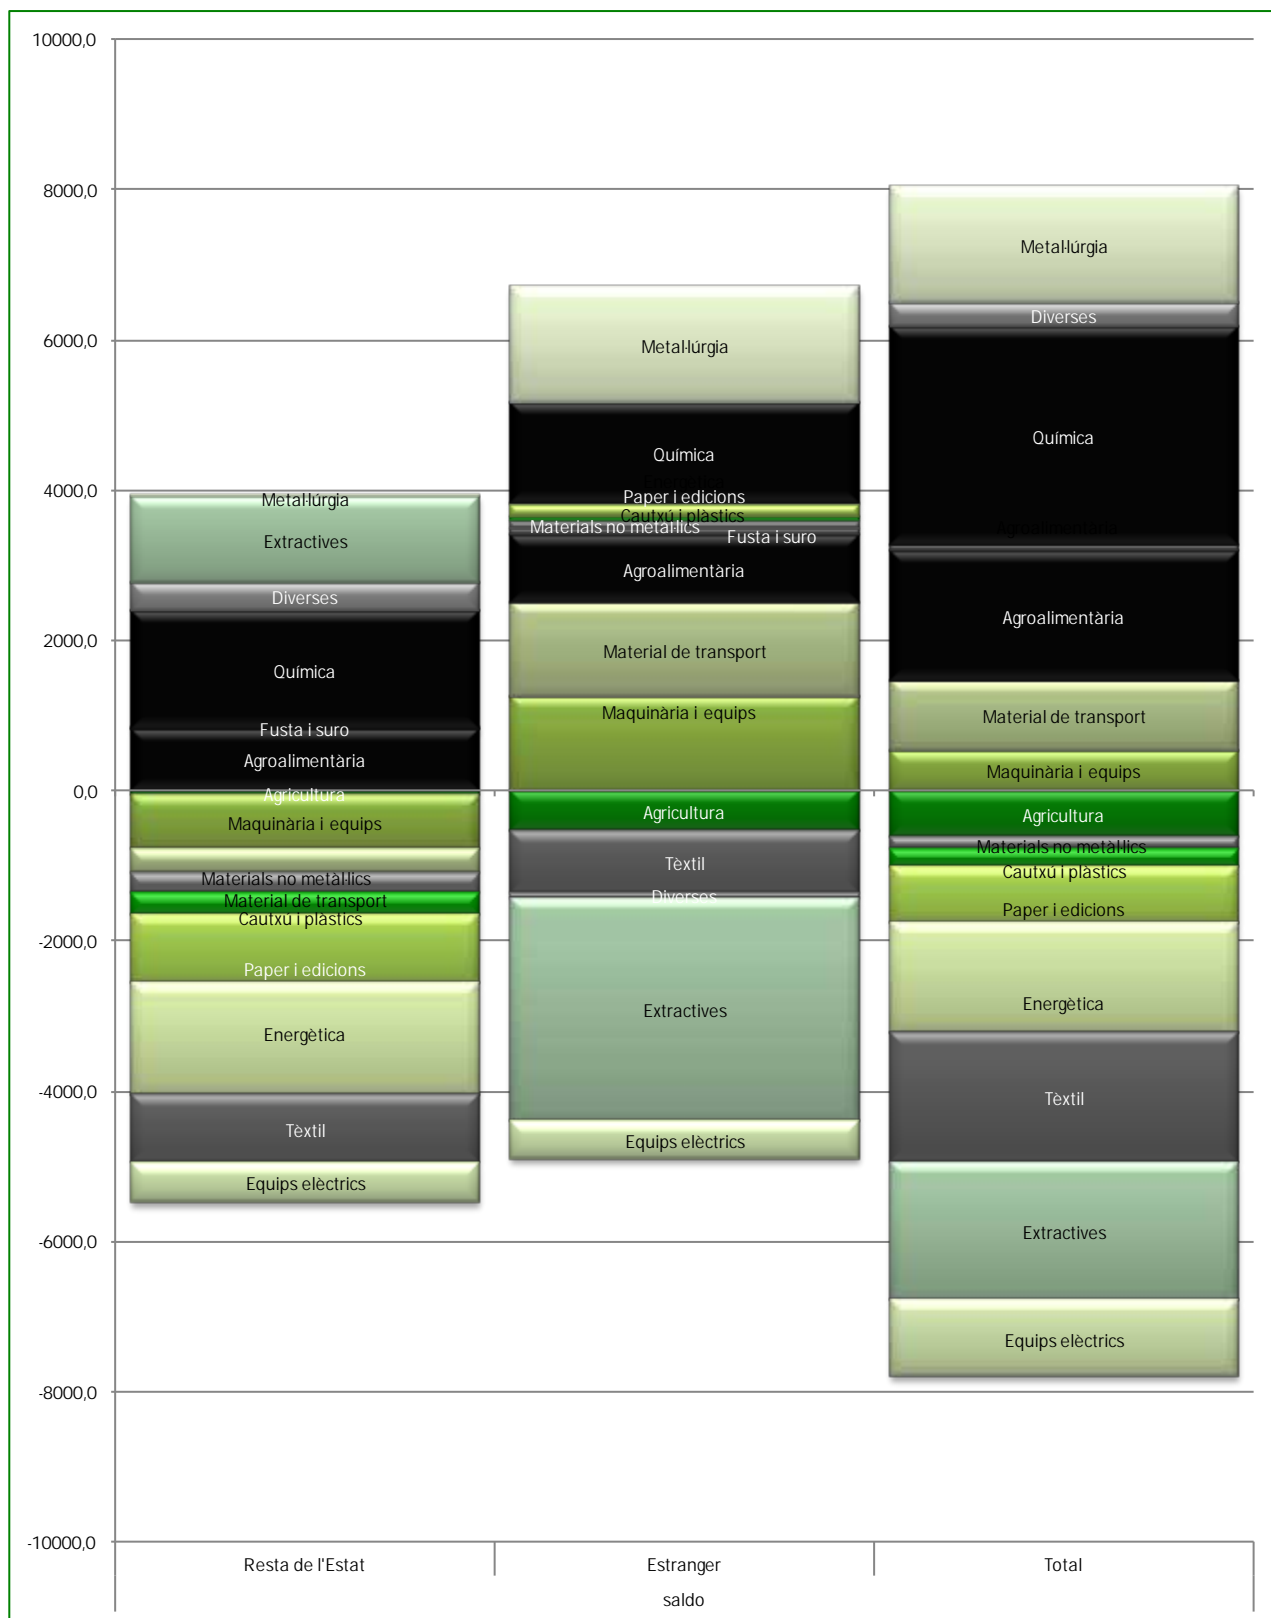 10000,0
8000,0
6000,0
4000,0
2000,0
0,0
-2000,0
-4000,0
-6000,0
-8000,0
-10000,0
Metal·lúrgia
Extractives
Diverses
Química
Fusta i suro
Agroalimentària
Agricultura
Maquinària i equips
Materials no metàl·lics
Material de transport
Cautxú i plàstics
Paper i edicions
Energètica
Tèxtil
Equips elèctrics
Metal·lúrgia
Química
Energètica
Paper i edicions
Cautxú i plàstics
Materials no metàl·lics
Fusta i suro
Agroalimentària
Material de transport
Maquinària i equips
Agricultura
Tèxtil
Diverses
Extractives
Equips elèctrics
Metal·lúrgia
Diverses
Química
Agroalimentària
Agroalimentària
Material de transport
Maquinària i equips
Agricultura
Materials no metàl·lics
Cautxú i plàstics
Paper i edicions
Energètica
Tèxtil
Extractives
Equips elèctrics
Resta de l'Estat
Estranger
Total
saldo